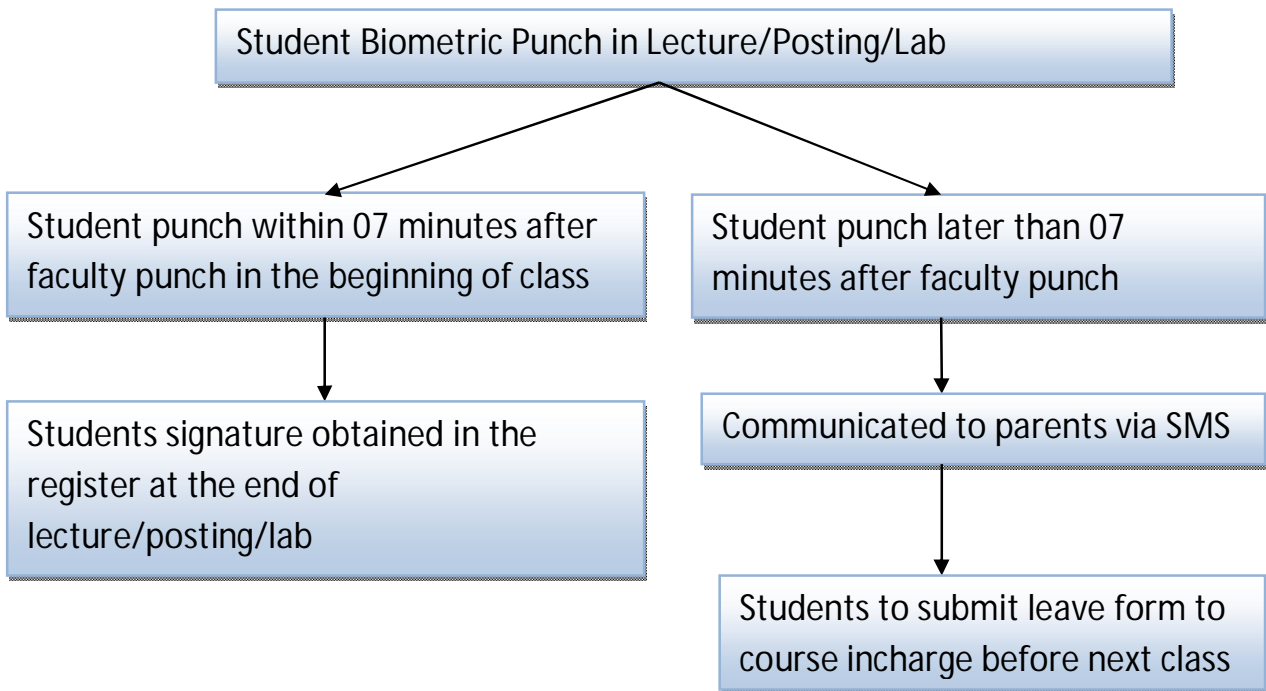 Student Biometric Punch in Lecture/Posting/Lab
Student punch within 07 minutes after
faculty punch in the beginning of class
Student punch later than 07
minutes after faculty punch
Students signature obtained in the
register at the end of
lecture/posting/lab
Communicated to parents via SMS
Students to submit leave form to
course incharge before next class